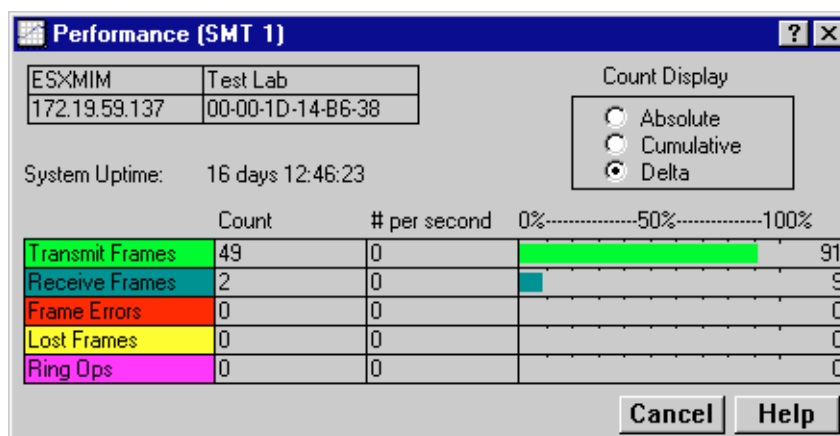 Performance (SMT 1)
ESXMIM Test Lab
172.19.59.137 00-00-1D-14-B6-38
Count Display
Absolute
Cumulative
Delta
System Uptime: 16 days 12:46:23
Count # per second 0%---------------50%-------------100%
Transmit Frames 49 0 91
Receive Frames 2 0 9
Frame Errors 0 0 0
Lost Frames 0 0 0
Ring Ops 0 0 0
Cancel Help